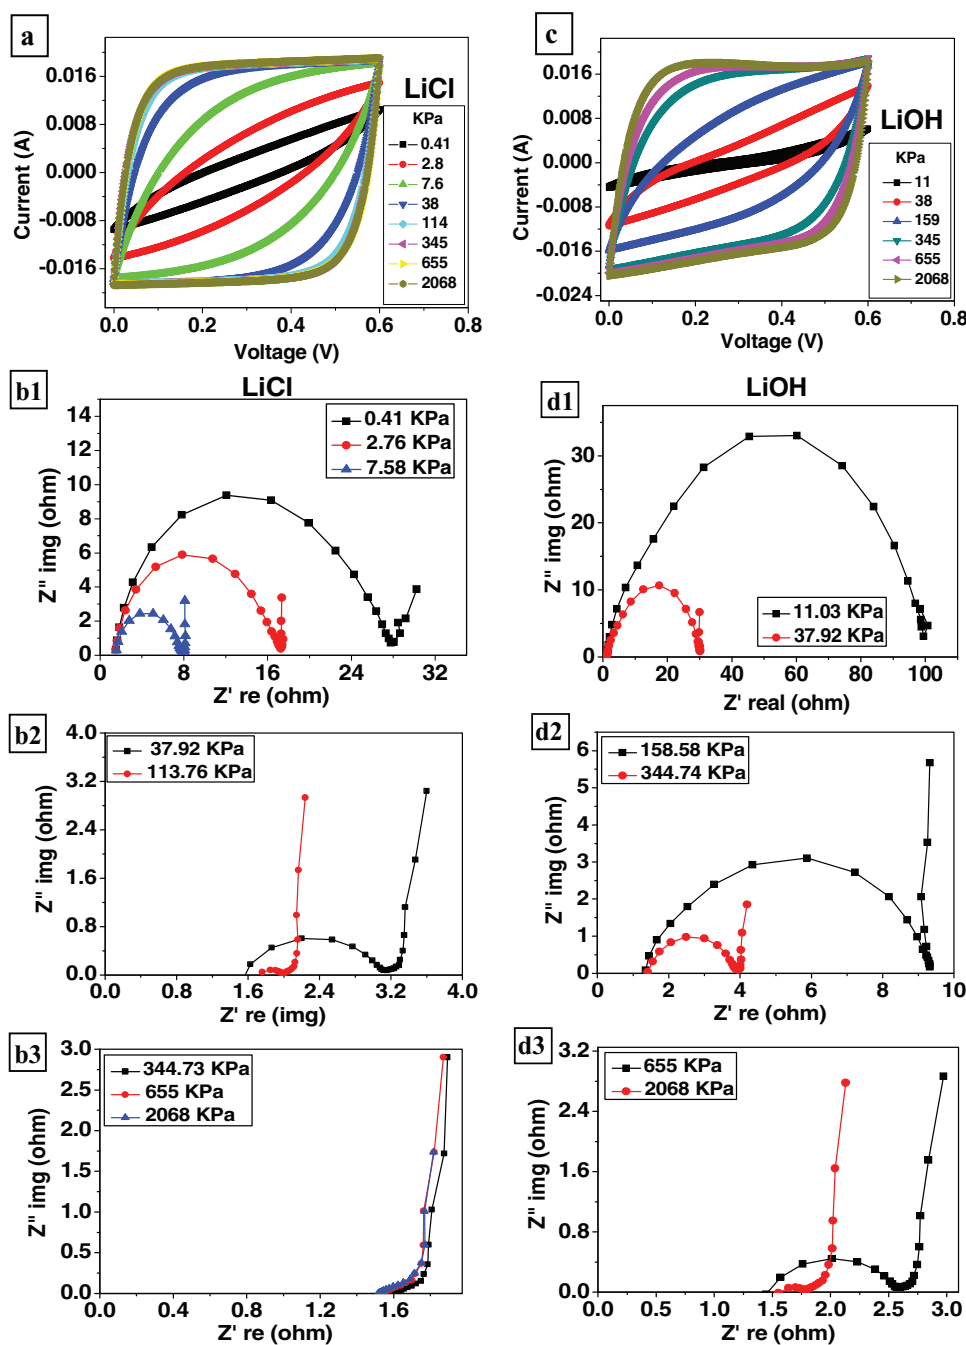 a
LiCl
KPa
0.41
2.8
7.6
38
114
345
655
2068
0.016
0.008
0.000
-0.008
-0.016
Current (A)
0.0 0.2 0.4 0.6 0.8
Voltage (V)
c
LiOH
KPa
11
38
159
345
655
2068
0.016
0.008
0.000
-0.008
-0.016
-0.024
Current (A)
0.0 0.2 0.4 0.6 0.8
Voltage (V)
b1
LiCl
0.41 KPa
2.76 KPa
7.58 KPa
14
12
10
8
6
4
2
0
Z" img (ohm)
0 8 16 24 32
Z' re (ohm)
d1
LiOH
11.03 KPa
37.92 KPa
30
20
10
0
Z" img (ohm)
0 20 40 60 80 100
Z' real (ohm)
b2
37.92 KPa
113.76 KPa
4.0
3.2
2.4
1.6
0.8
0.0
Z" img (ohm)
0.0 0.8 1.6 2.4 3.2 4.0
Z' re (img)
d2
158.58 KPa
344.74 KPa
6
5
4
3
2
1
0
Z" img (ohm)
0 2 4 6 8 10
Z' re (ohm)
b3
344.73 KPa
655 KPa
2068 KPa
3.0
2.5
2.0
1.5
1.0
0.5
0.0
Z" img (ohm)
0.0 0.4 0.8 1.2 1.6
Z' re (ohm)
d3
655 KPa
2068 KPa
3.2
2.4
1.6
0.8
0.0
Z" img (ohm)
0.0 0.5 1.0 1.5 2.0 2.5 3.0
Z' re (ohm)